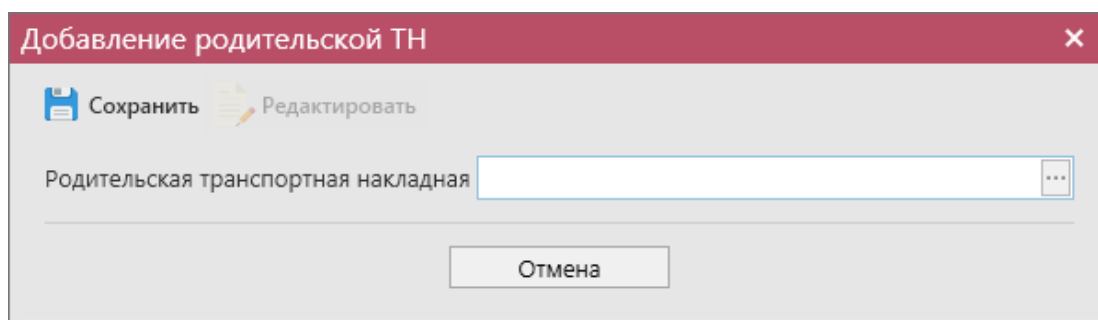 Добавление родительской ТН
Сохранить Редактировать
Родительская транспортная накладная ...
Отмена